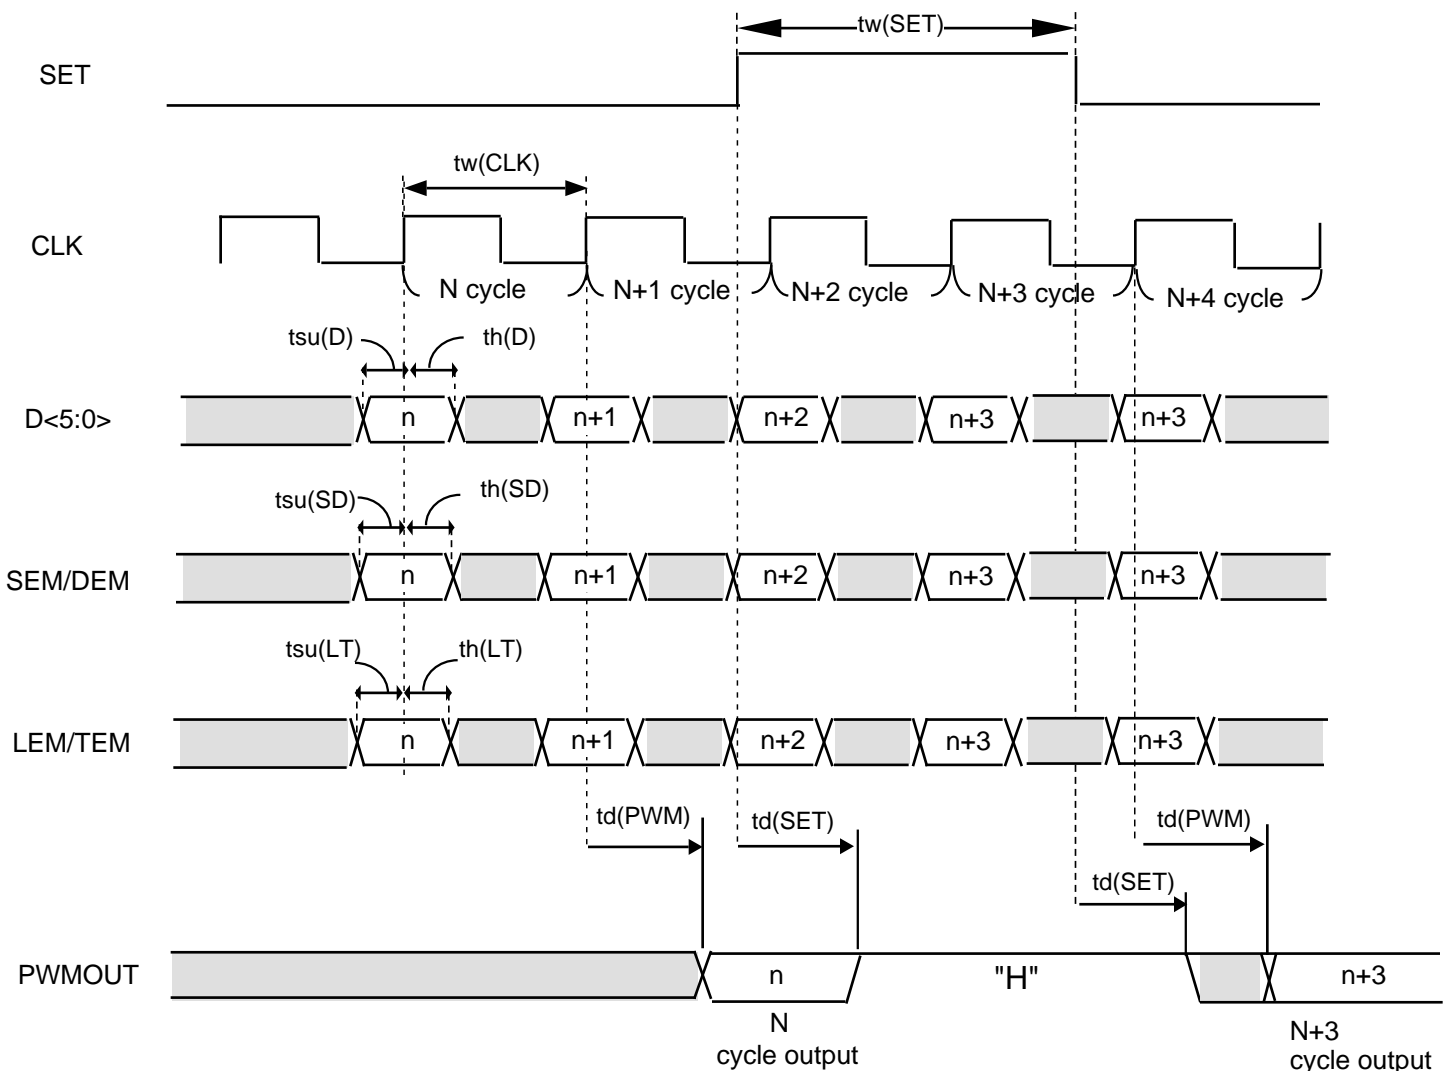 tw(SET)
SET
tw(CLK)
CLK
N cycle
N+1 cycle
N+2 cycle
N+3 cycle
N+4 cycle
tsu(D)
th(D)
D<5:0>
n
n+1
n+2
n+3
n+3
tsu(SD)
th(SD)
SEM/DEM
n
n+1
n+2
n+3
n+3
tsu(LT)
th(LT)
LEM/TEM
n
n+1
n+2
n+3
n+3
td(PWM)
td(SET)
td(PWM)
td(SET)
PWMOUT
n
"H"
n+3
N
cycle output
N+3
cycle output